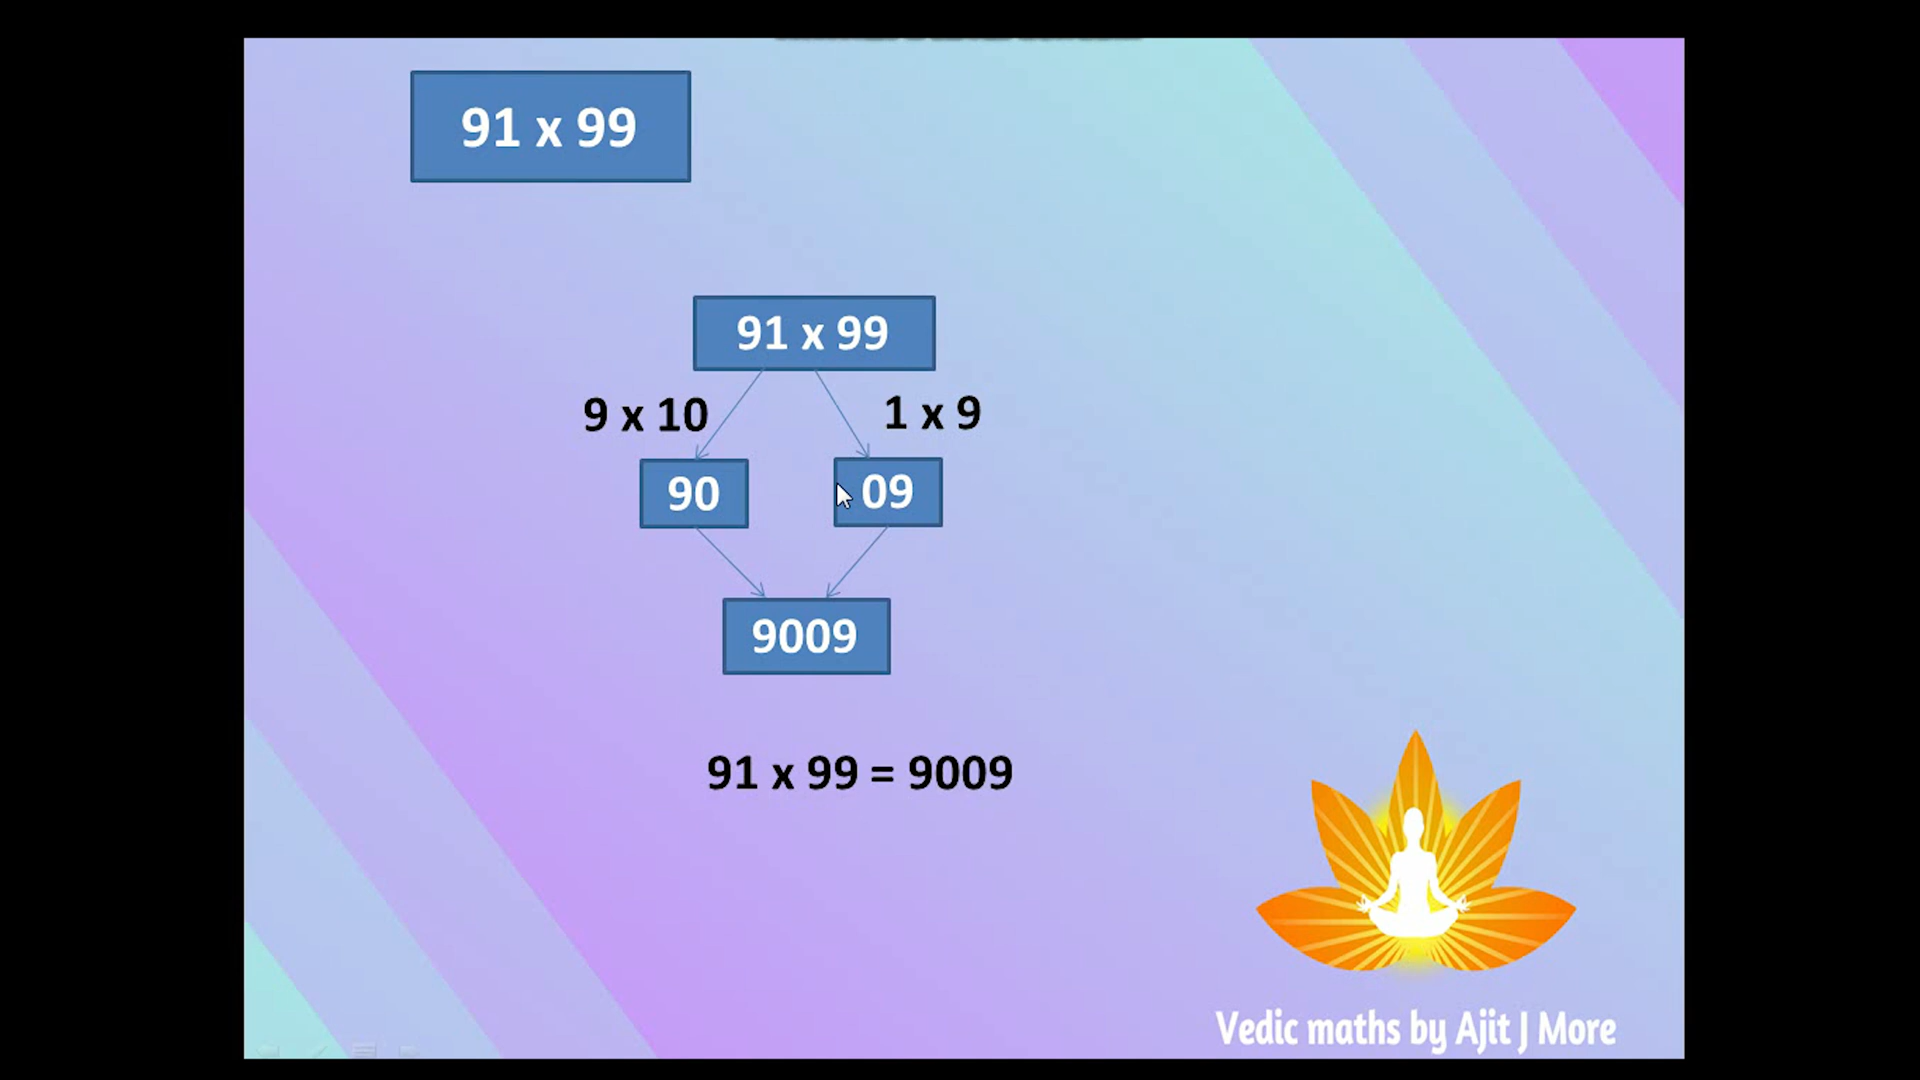 91 x 99
91 x 99
9 x 10
1 x 9
90
09
9009
91 x 99 = 9009
Vedic maths by Ajit J More